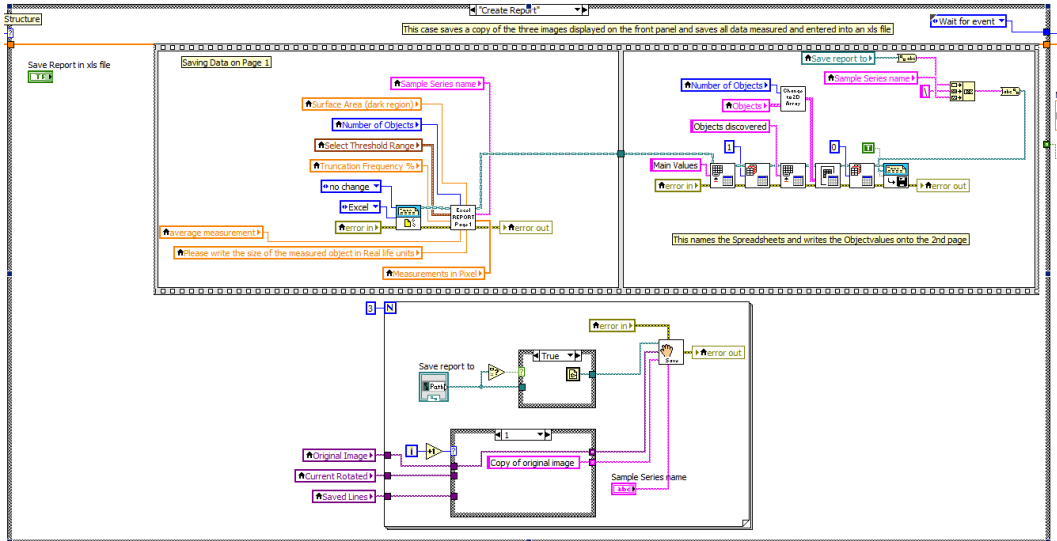 "Create Report"
Structure
Wait for event
This case saves a copy of the three images displayed on the front panel and saves all data measured and entered into an xls file
Save Report in xls file
TF
Saving Data on Page 1
Sample Series name
Surface Area (dark region)
Number of Objects
Select Threshold Range
Truncation Frequency %
no change
Excel
error in
Excel
REPORT
Page1
error out
average measurement
Please write the size of the measured object in Real life units
Measurements in Pixel
Save report to
Sample Series name
\
Number of Objects
Objects
Change
to 2D
Array
Objects discovered
1
0
T
Main Values
error in
error out
This names the Spreadsheets and writes the Objectvalues onto the 2nd page
3
N
error in
Save
error out
True
Save report to
Path
1
i
+1
Original Image
Current Rotated
Saved Lines
Copy of original image
Sample Series name
abc